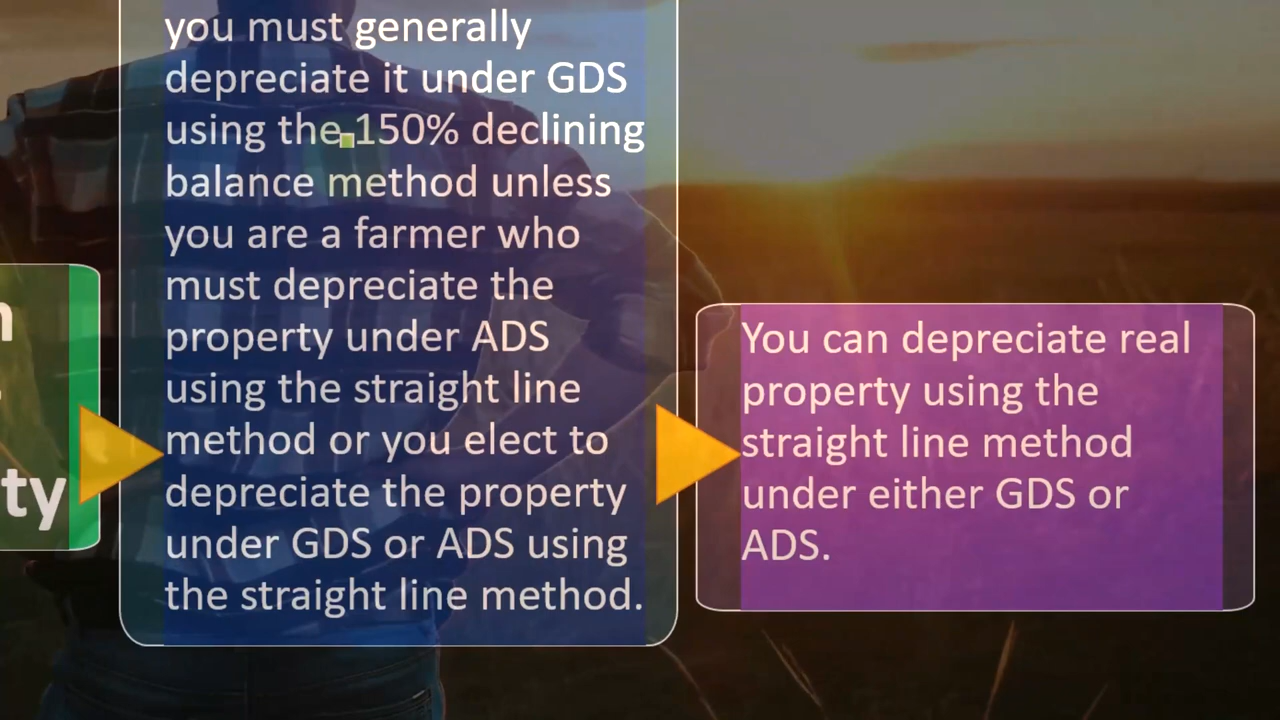 n
ty
you must generally
depreciate it under GDS
using the 150% declining
balance method unless
you are a farmer who
must depreciate the
property under ADS
using the straight line
method or you elect to
depreciate the property
under GDS or ADS using
the straight line method.
You can depreciate real
property using the
straight line method
under either GDS or
ADS.